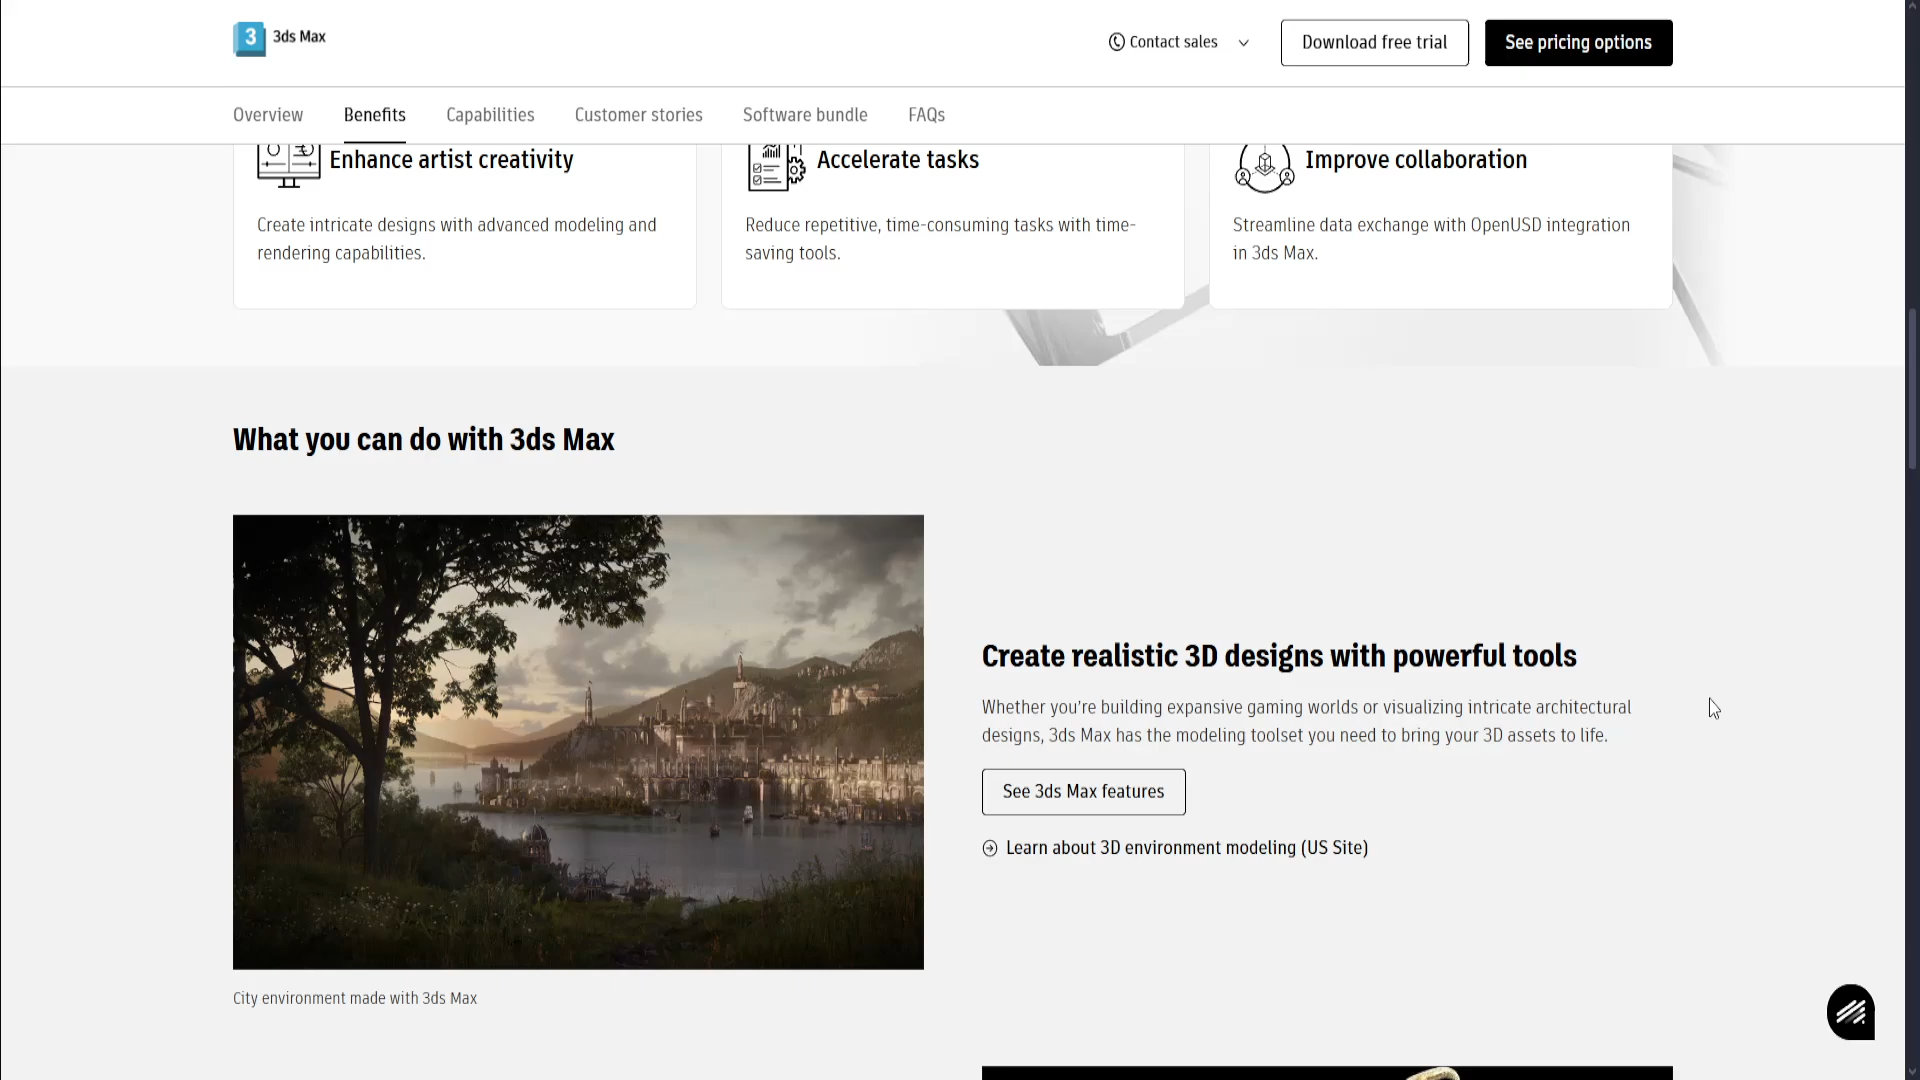 3 3ds Max
Contact sales
Download free trial
See pricing options
Overview
Benefits
Capabilities
Customer stories
Software bundle
FAQs
Enhance artist creativity
Create intricate designs with advanced modeling and
rendering capabilities.
Accelerate tasks
Reduce repetitive, time-consuming tasks with time-
saving tools.
Improve collaboration
Streamline data exchange with OpenUSD integration
in 3ds Max.
What you can do with 3ds Max
City environment made with 3ds Max
Create realistic 3D designs with powerful tools
Whether you’re building expansive gaming worlds or visualizing intricate architectural
designs, 3ds Max has the modeling toolset you need to bring your 3D assets to life.
See 3ds Max features
Learn about 3D environment modeling (US Site)